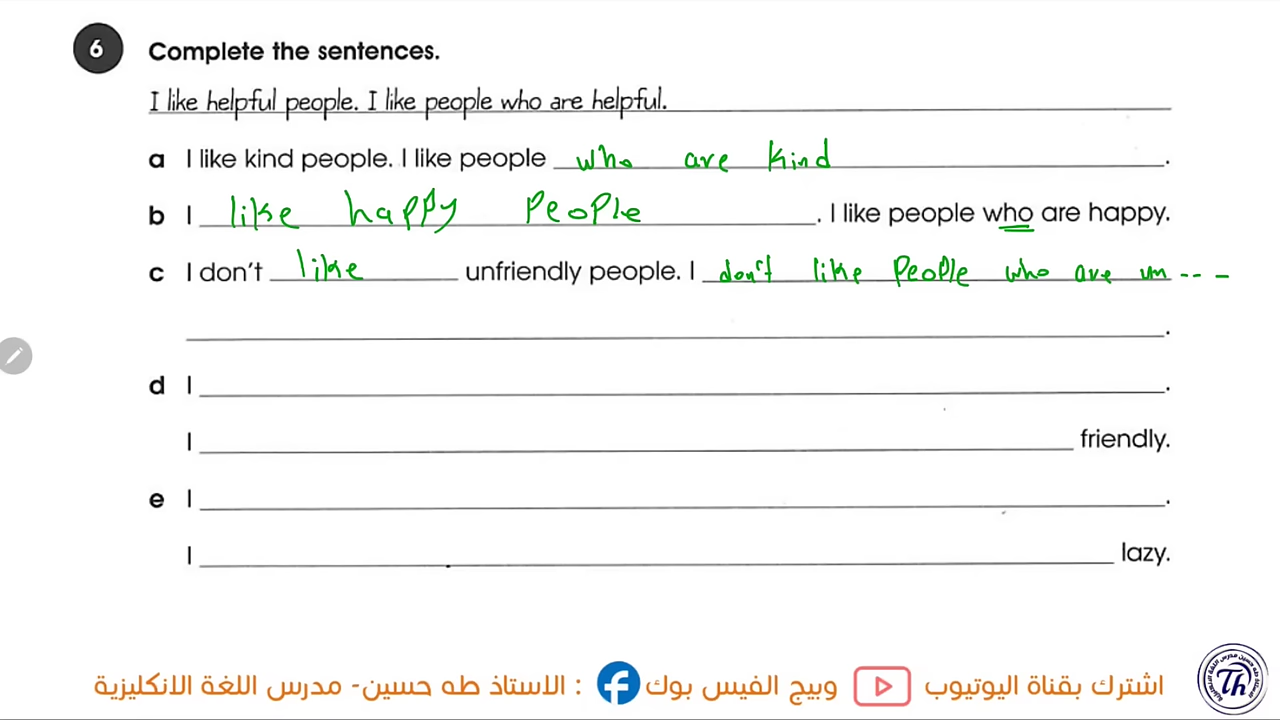 6 Complete the sentences.
I like helpful people. I like people who are helpful.
a I like kind people. I like people who are kind.
b I like happy People. I like people who are happy.
c I don't like unfriendly people. I don't like People who are un---
.
d I .
I friendly.
e I .
I lazy.
اشترك بقناة اليوتيوب وبيج الفيس بوك : الاستاذ طه حسين- مدرس اللغة الانكليزية
Th